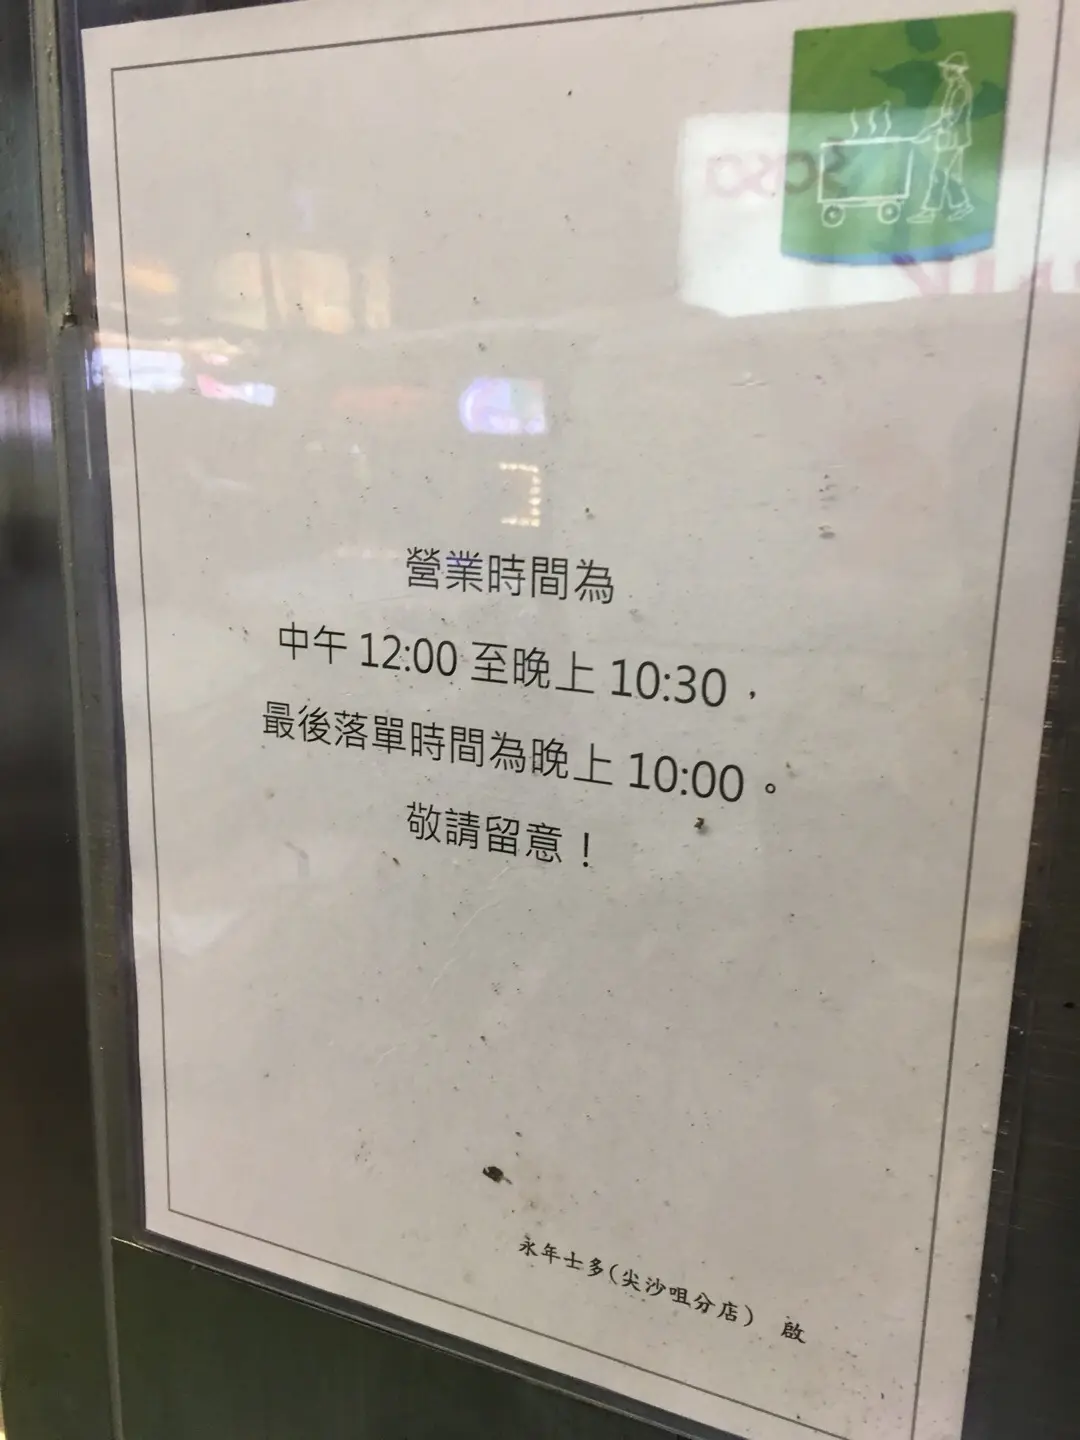 sasa
營業時間為
中午 12:00 至晚上 10:30，
最後落單時間為晚上 10:00。
敬請留意！
永年士多(尖沙咀分店) 啟